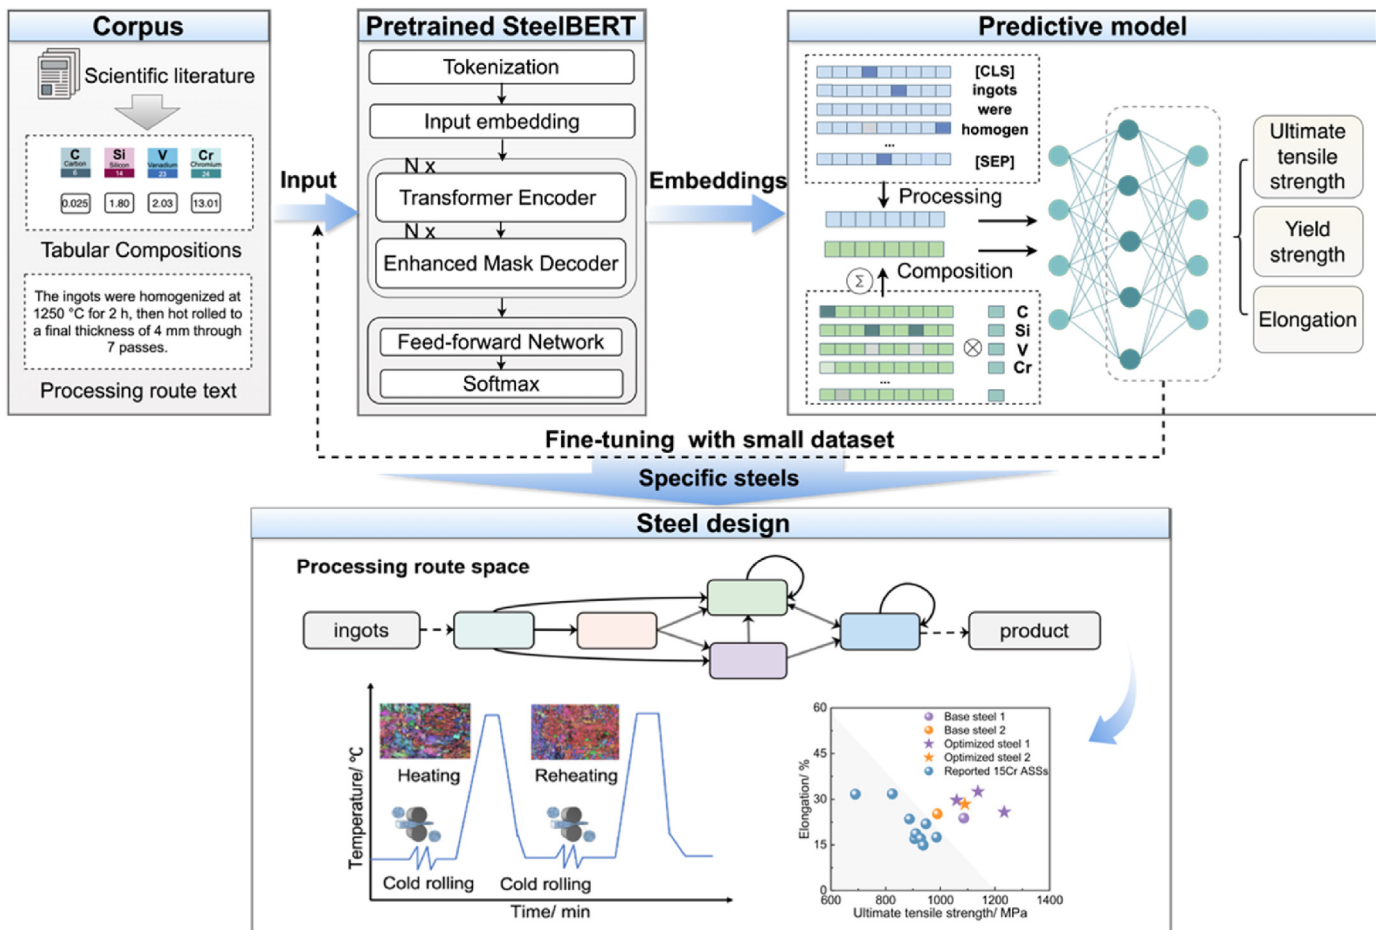 Corpus
Scientific literature
C
Carbon
6
Si
Silicon
14
V
Vanadium
23
Cr
Chromium
24
0.025
1.80
2.03
13.01
Tabular Compositions
The ingots were homogenized at
1250 °C for 2 h, then hot rolled to
a final thickness of 4 mm through
7 passes.
Processing route text
Input
Pretrained SteelBERT
Tokenization
Input embedding
N x
Transformer Encoder
N x
Enhanced Mask Decoder
Feed-forward Network
Softmax
Embeddings
Predictive model
[CLS]
ingots
were
homogen
...
[SEP]
Processing
Composition
Σ
C
Si
V
Cr
...
Ultimate
tensile
strength
Yield
strength
Elongation
Fine-tuning with small dataset
Specific steels
Steel design
Processing route space
ingots
product
Temperature/ °C
Heating
Reheating
Cold rolling
Cold rolling
Time/ min
Elongation/ %
60
45
30
15
0
Base steel 1
Base steel 2
Optimized steel 1
Optimized steel 2
Reported 15Cr ASSs
600
800
1000
1200
1400
Ultimate tensile strength/ MPa